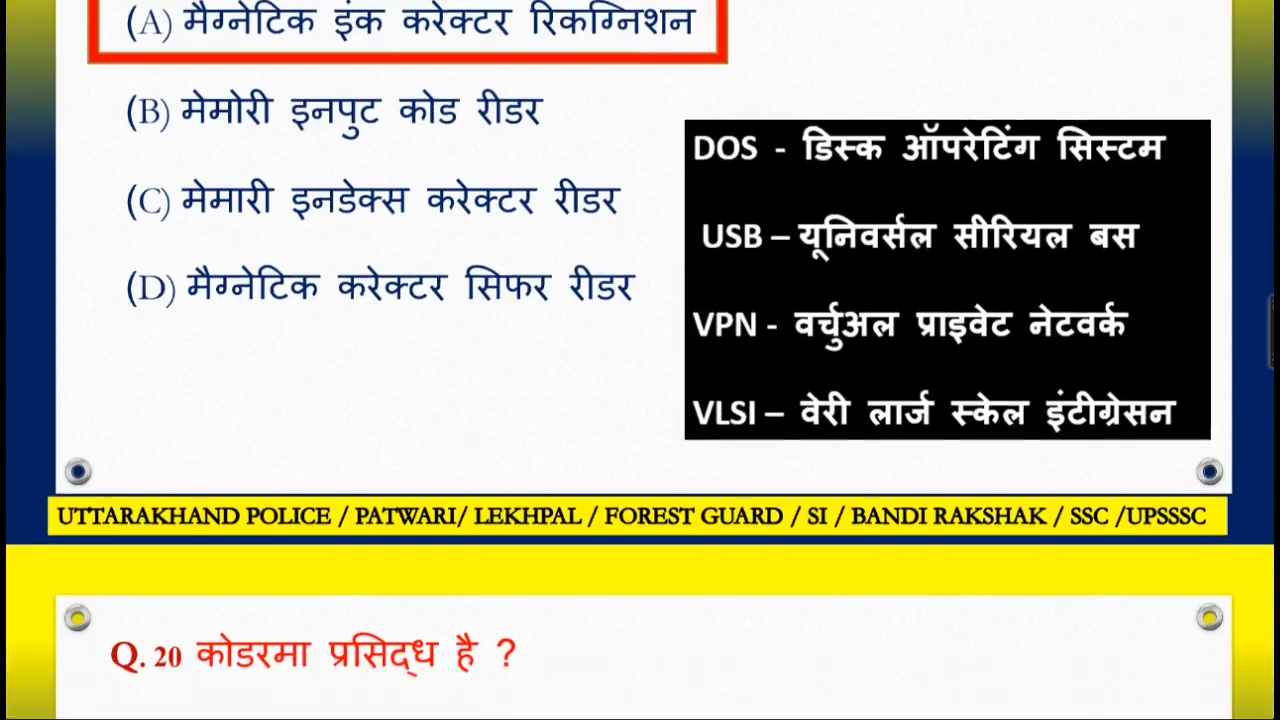 (A) मैग्नेटिक इंक करेक्टर रिकग्निशन
(B) मेमोरी इनपुट कोड रीडर
(C) मेमारी इनडेक्स करेक्टर रीडर
(D) मैग्नेटिक करेक्टर सिफर रीडर
DOS - डिस्क ऑपरेटिंग सिस्टम
USB – यूनिवर्सल सीरियल बस
VPN - वर्चुअल प्राइवेट नेटवर्क
VLSI – वेरी लार्ज स्केल इंटीग्रेसन
UTTARAKHAND POLICE / PATWARI/ LEKHPAL / FOREST GUARD / SI / BANDI RAKSHAK / SSC /UPSSSC
Q. 20 कोडरमा प्रसिद्ध है ?